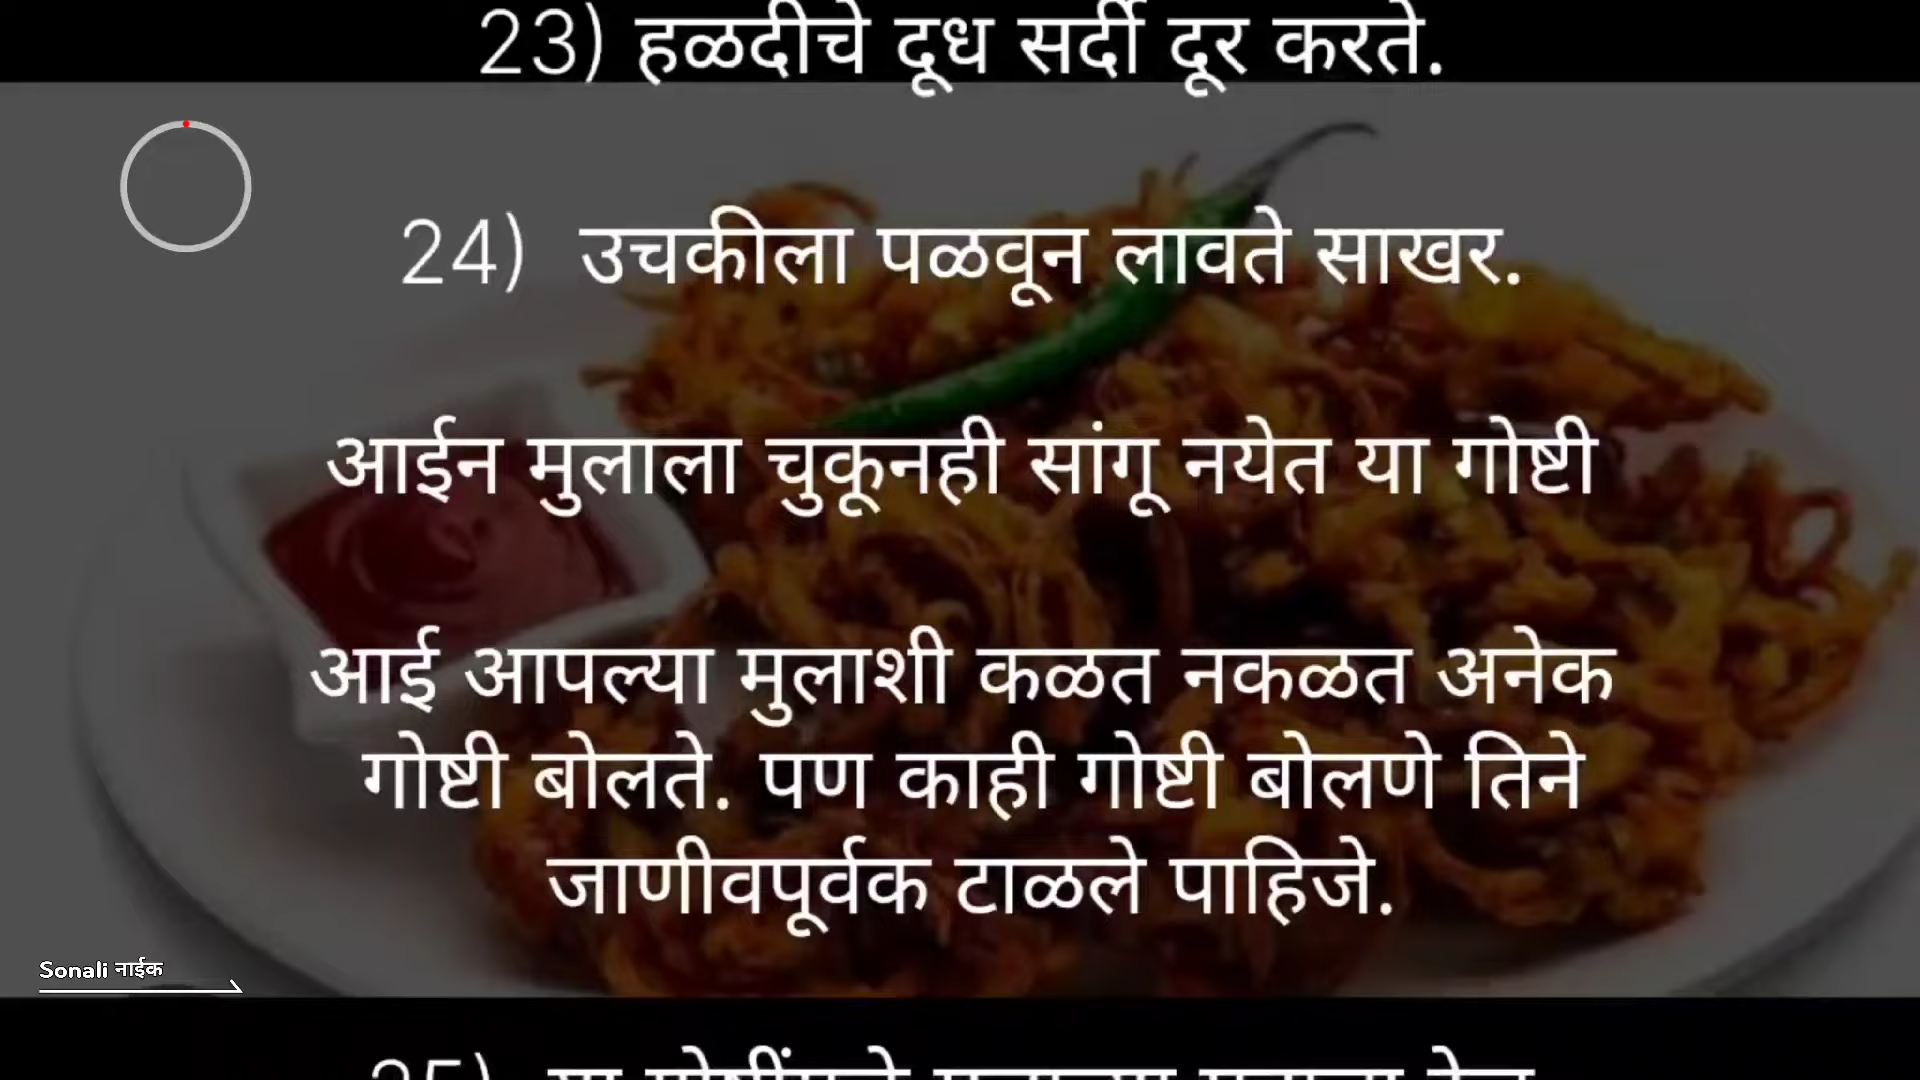 23) हळदीचे दूध सर्दी दूर करते.
24) उचकीला पळवून लावते साखर.
आईन मुलाला चुकूनही सांगू नयेत या गोष्टी
आई आपल्या मुलाशी कळत नकळत अनेक
गोष्टी बोलते. पण काही गोष्टी बोलणे तिने
जाणीवपूर्वक टाळले पाहिजे.
Sonali नाईक
25) या